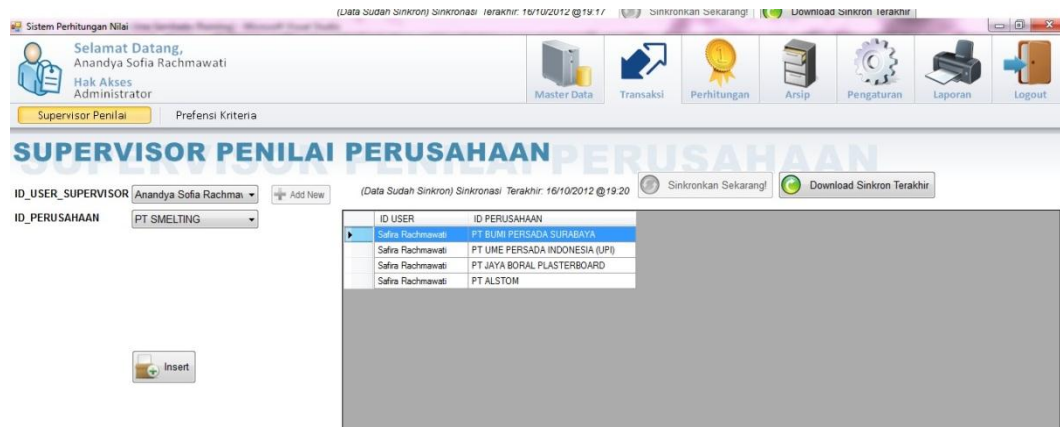 (Data Sudah Sinkron) Sinkronasi Terakhir: 16/10/2012 @19:17 Sinkronkan Sekarang! Download Sinkron Terakhir
Sistem Perhitungan Nilai
Selamat Datang,
Anandya Sofia Rachmawati
Hak Akses
Administrator
Master Data Transaksi Perhitungan Arsip Pengaturan Laporan Logout
Supervisor Penilai Prefensi Kriteria
SUPERVISOR PENILAI PERUSAHAAN
ID_USER_SUPERVISOR Anandya Sofia Rachmav Add New
(Data Sudah Sinkron) Sinkronasi Terakhir: 16/10/2012 @19:20 Sinkronkan Sekarang! Download Sinkron Terakhir
ID_PERUSAHAAN PT SMELTING
ID USER ID PERUSAHAAN
Safira Rachmawati PT BUMI PERSADA SURABAYA
Safira Rachmawati PT UME PERSADA INDONESIA (UPI)
Safira Rachmawati PT JAYA BORAL PLASTERBOARD
Safira Rachmawati PT ALSTOM
Insert